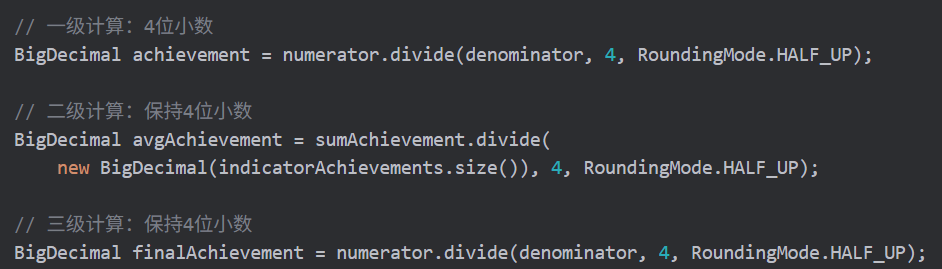 // 一级计算：4位小数
BigDecimal achievement = numerator.divide(denominator, 4, RoundingMode.HALF_UP);
// 二级计算：保持4位小数
BigDecimal avgAchievement = sumAchievement.divide(
new BigDecimal(indicatorAchievements.size()), 4, RoundingMode.HALF_UP);
// 三级计算：保持4位小数
BigDecimal finalAchievement = numerator.divide(denominator, 4, RoundingMode.HALF_UP);